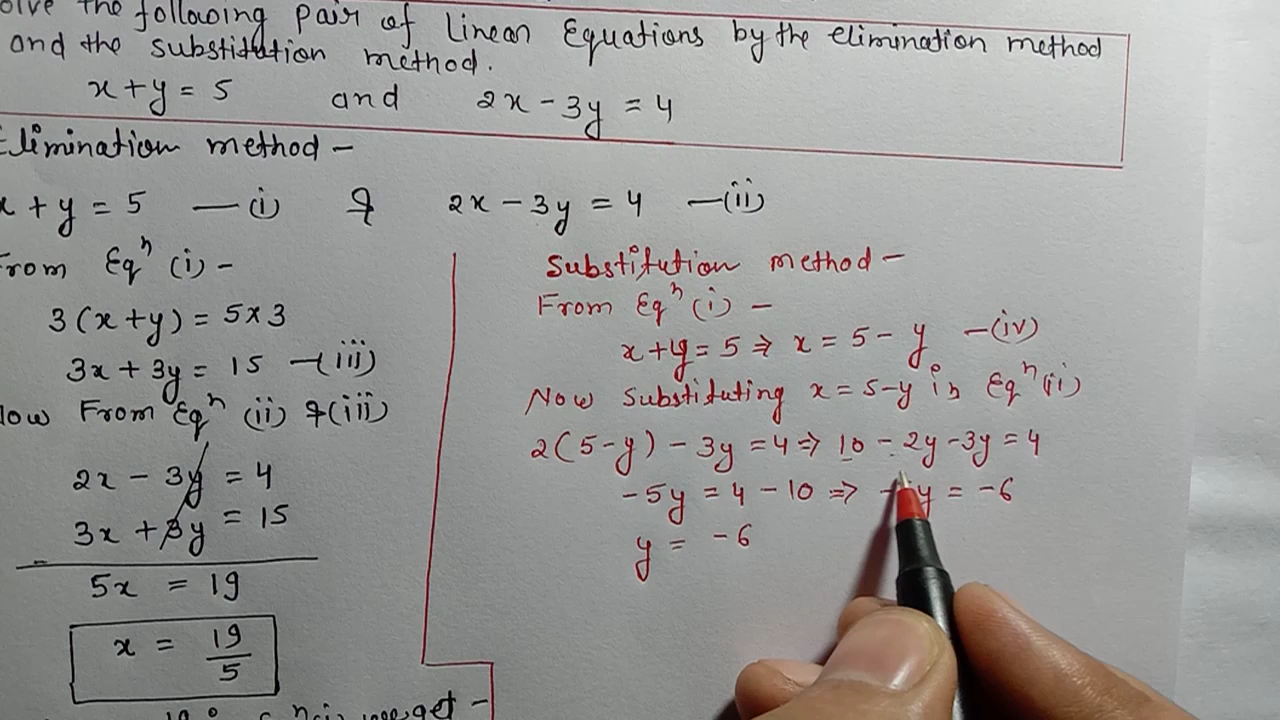 olve the following pair of linear Equations by the elimination method
and the substitution method.
x + y = 5 and 2x - 3y = 4
Elimination method -
x + y = 5 —(i) & 2x - 3y = 4 —(ii)
From Eqⁿ (i) -
3(x+y) = 5×3
3x + 3y = 15 —(iii)
Now From Eqⁿ (ii) & (iii)
2x - 3y = 4
3x + 3y = 15
5x = 19
x = 19/5
get -
Substitution method -
From Eqⁿ (i) -
x + y = 5 ⇒ x = 5 - y —(iv)
Now Substituting x = 5-y in Eqⁿ (ii)
2(5-y) - 3y = 4 ⇒ 10 - 2y - 3y = 4
-5y = 4 - 10 ⇒ - y = -6
y = -6